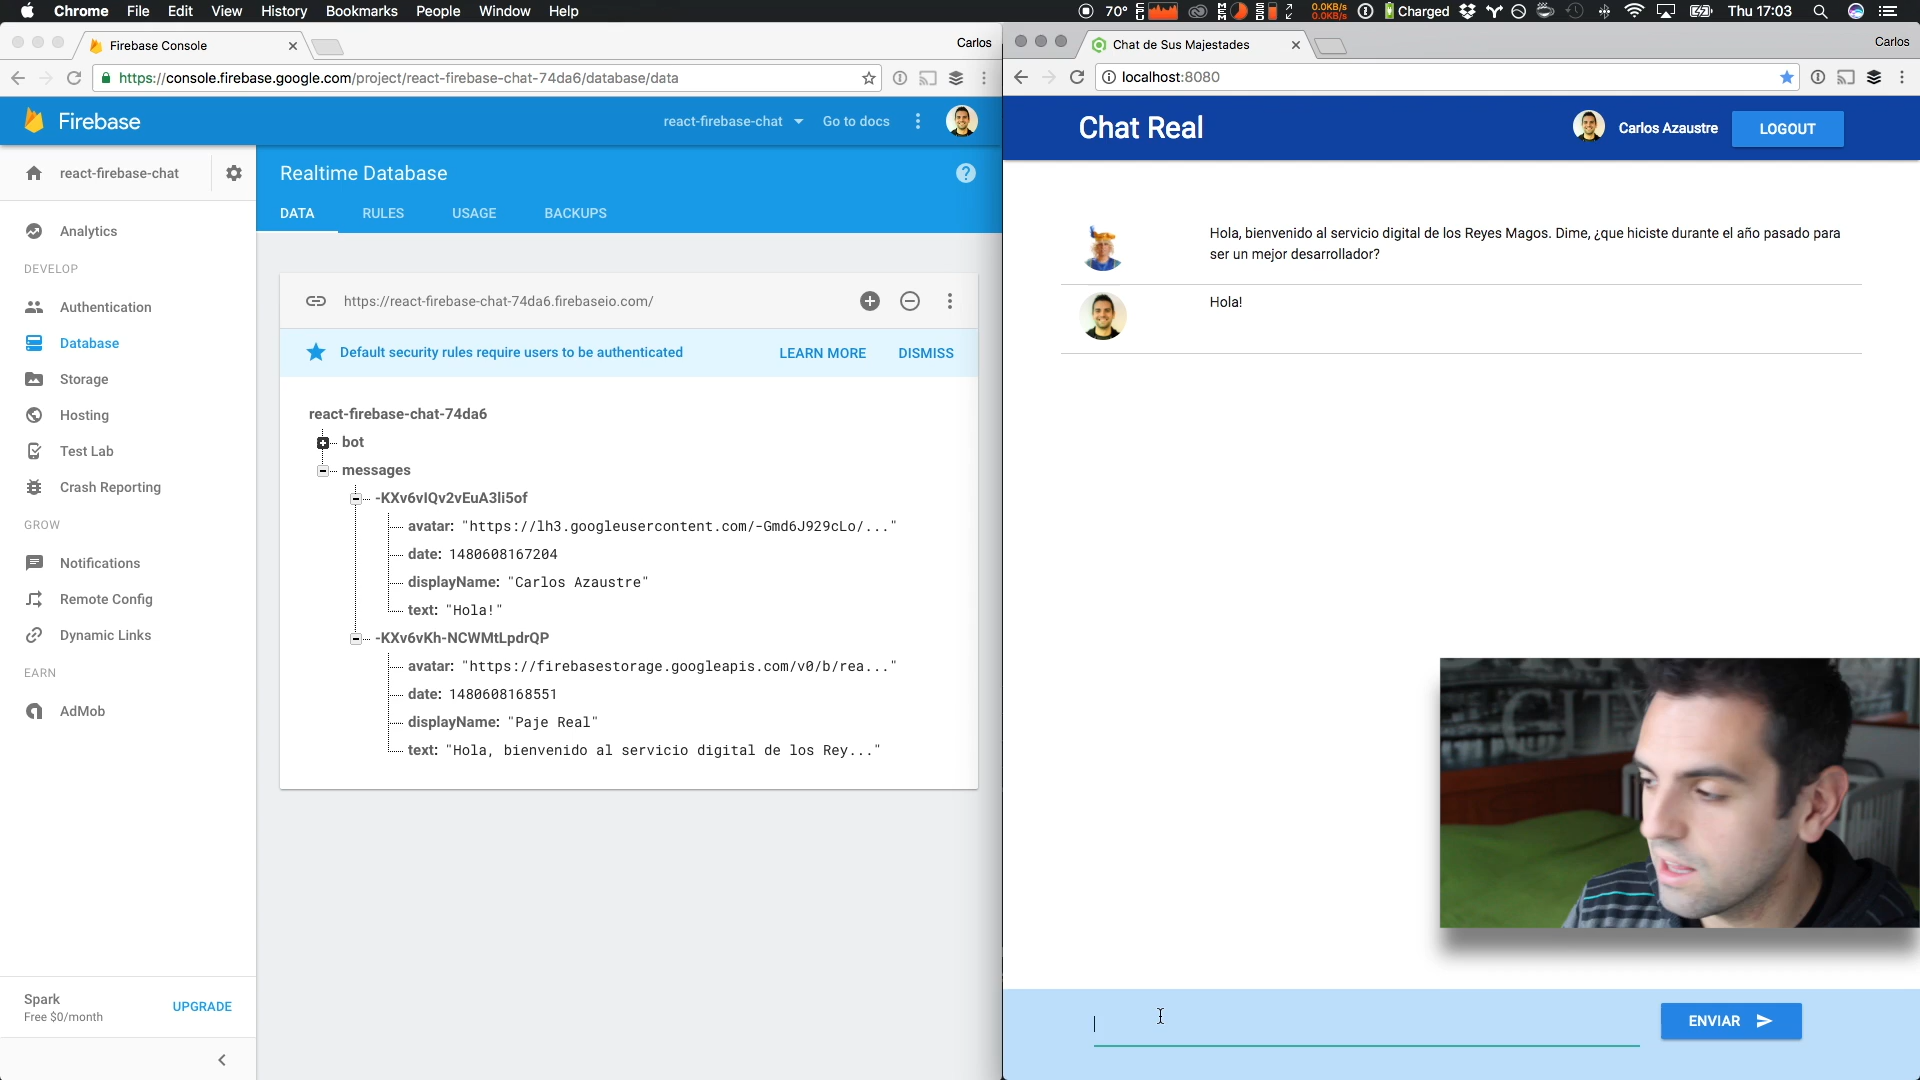 Chrome File Edit View History Bookmarks People Window Help
70° 0.0KB/s 0.0KB/s Charged Thu 17:03
Firebase Console
Carlos
https://console.firebase.google.com/project/react-firebase-chat-74da6/database/data
Firebase
react-firebase-chat
Go to docs
react-firebase-chat
Analytics
DEVELOP
Authentication
Database
Storage
Hosting
Test Lab
Crash Reporting
GROW
Notifications
Remote Config
Dynamic Links
EARN
AdMob
Spark
Free $0/month
UPGRADE
Realtime Database
DATA RULES USAGE BACKUPS
https://react-firebase-chat-74da6.firebaseio.com/
Default security rules require users to be authenticated LEARN MORE DISMISS
react-firebase-chat-74da6
bot
messages
-KXv6vIQv2vEuA3li5of
avatar: "https://lh3.googleusercontent.com/-Gmd6J929cLo/..."
date: 1480608167204
displayName: "Carlos Azaustre"
text: "Hola!"
-KXv6vKh-NCWMtLpdrQP
avatar: "https://firebasestorage.googleapis.com/v0/b/rea..."
date: 1480608168551
displayName: "Paje Real"
text: "Hola, bienvenido al servicio digital de los Rey..."
Chat de Sus Majestades
Carlos
localhost:8080
Chat Real
Carlos Azaustre
LOGOUT
Hola, bienvenido al servicio digital de los Reyes Magos. Dime, ¿que hiciste durante el año pasado para
ser un mejor desarrollador?
Hola!
ENVIAR